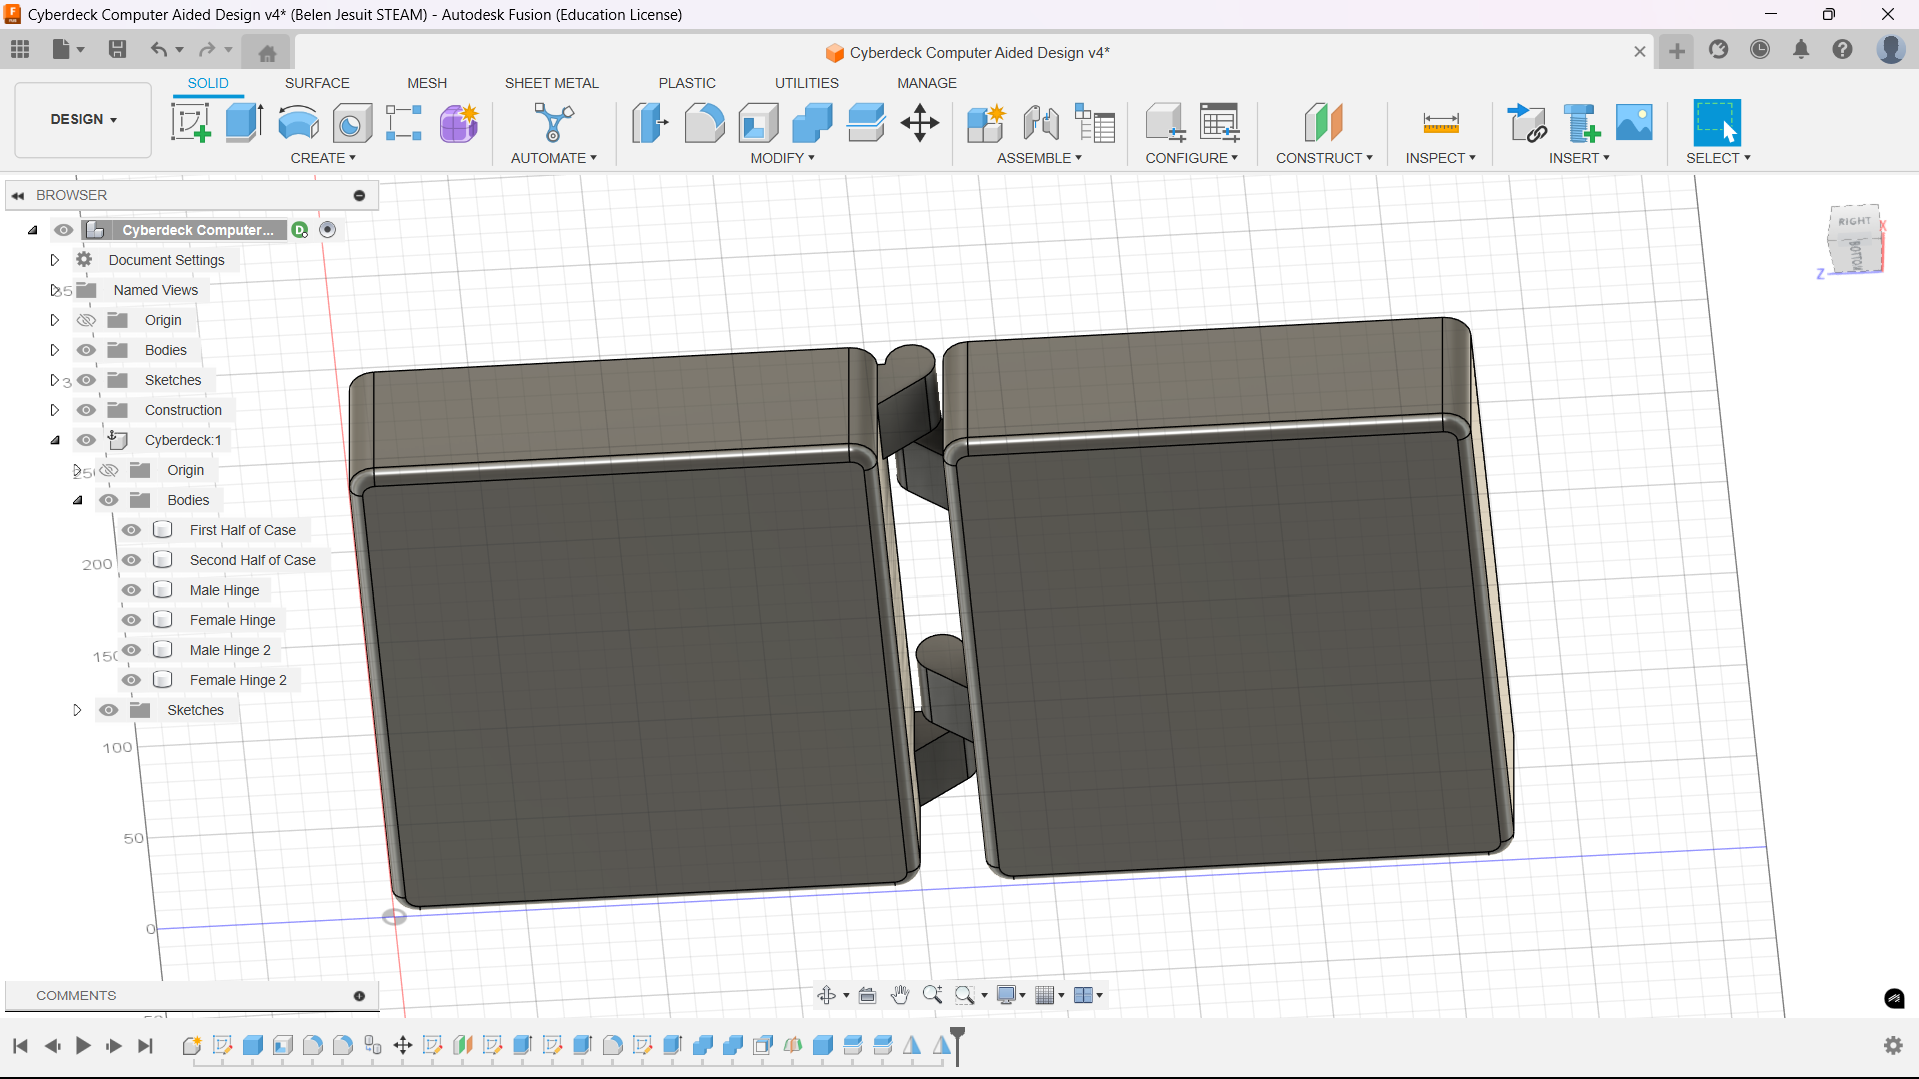 Cyberdeck Computer Aided Design v4* (Belen Jesuit STEAM) - Autodesk Fusion (Education License)
Cyberdeck Computer Aided Design v4*
SOLID SURFACE MESH SHEET METAL PLASTIC UTILITIES MANAGE
DESIGN
CREATE AUTOMATE MODIFY ASSEMBLE CONFIGURE CONSTRUCT INSPECT INSERT SELECT
BROWSER
Cyberdeck Computer... D
Document Settings
Named Views
Origin
Bodies
Sketches
Construction
Cyberdeck:1
Origin
Bodies
First Half of Case
Second Half of Case
Male Hinge
Female Hinge
Male Hinge 2
Female Hinge 2
Sketches
200
150
100
50
0
RIGHT
BOTTOM
X
Z
COMMENTS